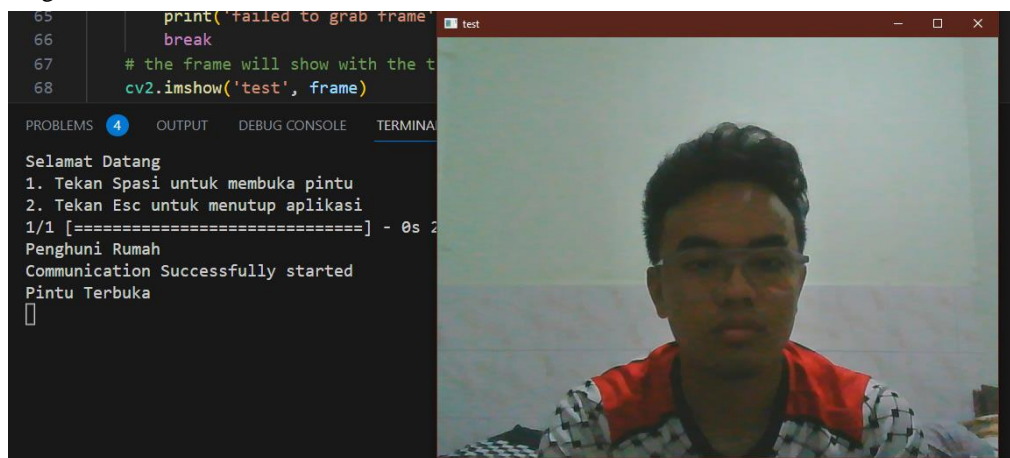 65 print('failed to grab frame'
66 break
67 # the frame will show with the t
68 cv2.imshow('test', frame)
test
PROBLEMS 4 OUTPUT DEBUG CONSOLE TERMINA
Selamat Datang
1. Tekan Spasi untuk membuka pintu
2. Tekan Esc untuk menutup aplikasi
1/1 [==============================] - 0s 2
Penghuni Rumah
Communication Successfully started
Pintu Terbuka